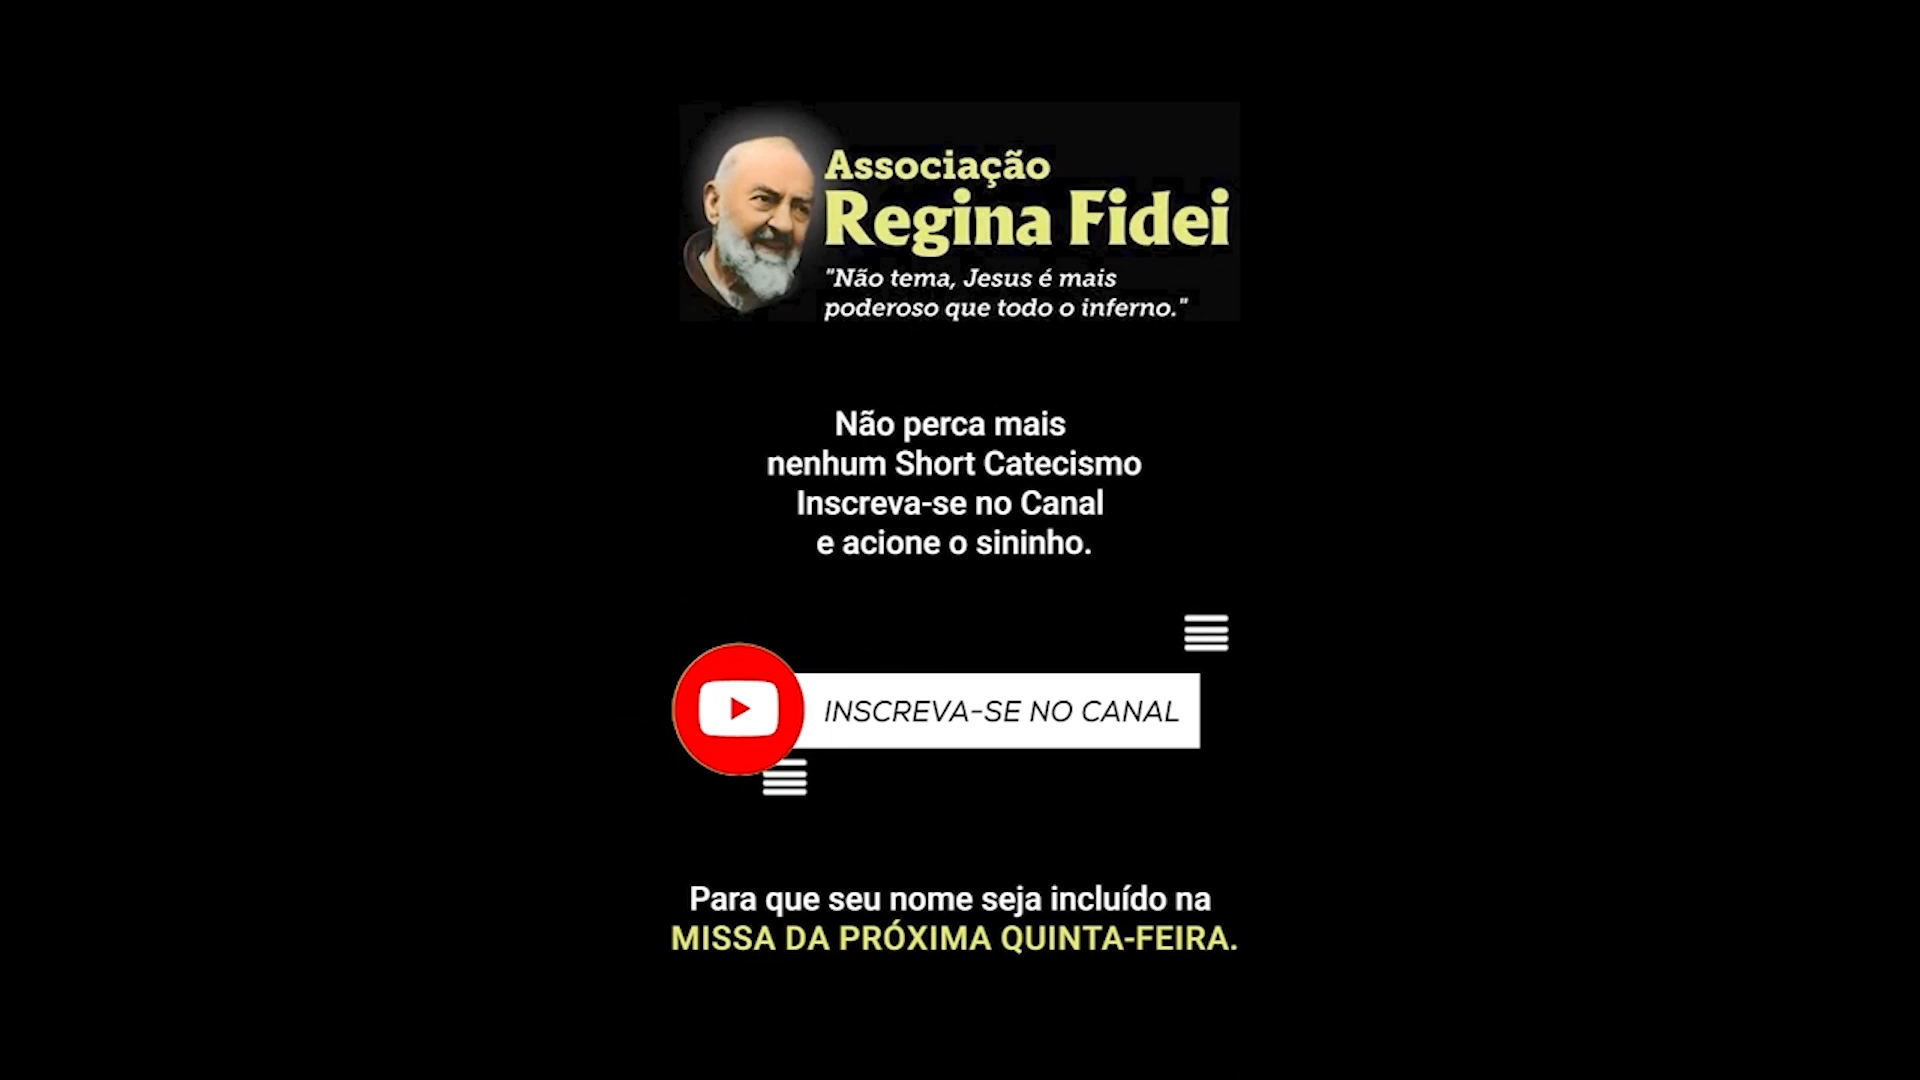 Associação
Regina Fidei
"Não tema, Jesus é mais
poderoso que todo o inferno."
Não perca mais
nenhum Short Catecismo
Inscreva-se no Canal
e acione o sininho.
INSCREVA-SE NO CANAL
Para que seu nome seja incluído na
MISSA DA PRÓXIMA QUINTA-FEIRA.